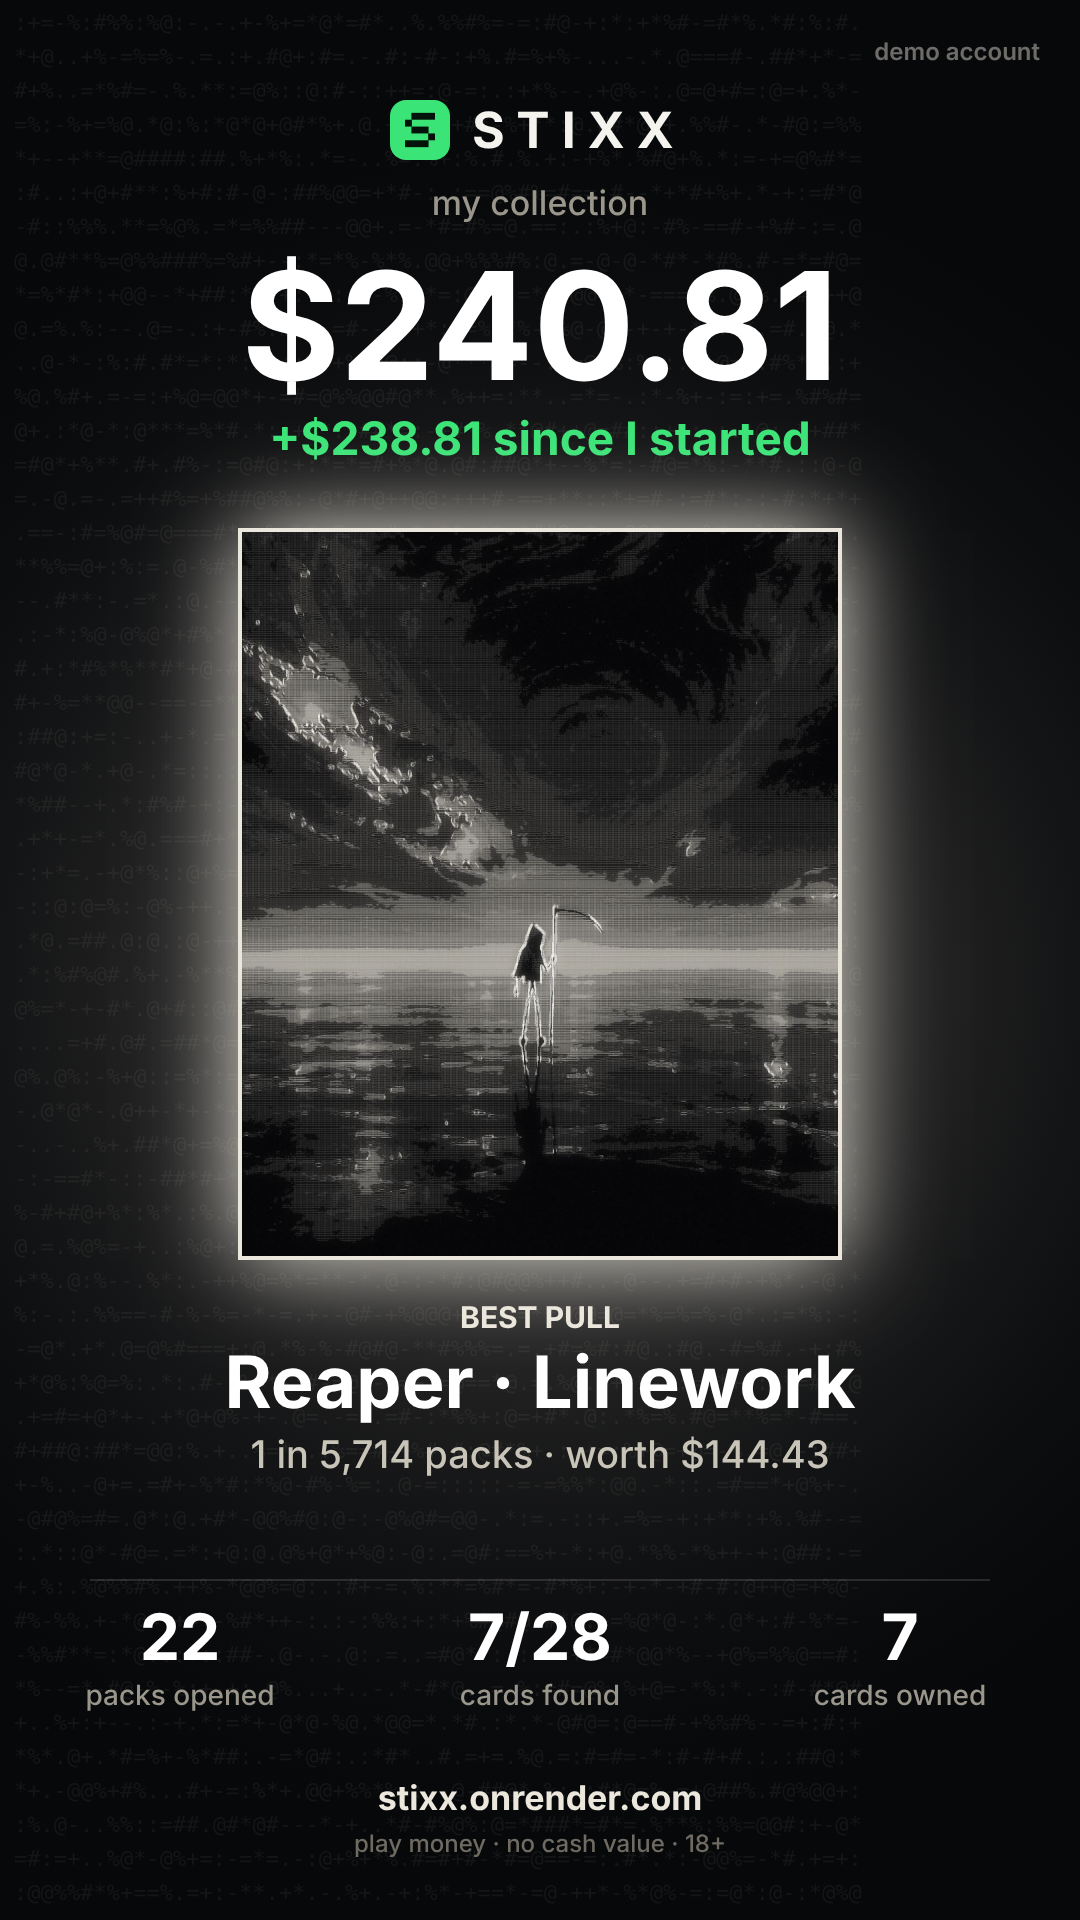 demo account
STIXX
my collection
$240.81
+$238.81 since I started
BEST PULL
Reaper · Linework
1 in 5,714 packs · worth $144.43
22
packs opened
7/28
cards found
7
cards owned
stixx.onrender.com
play money · no cash value · 18+